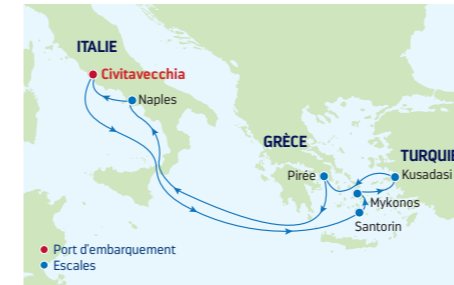 ITALIE
Civitavecchia
Naples
GRÈCE
TURQUIE
Pirée
Kusadasi
Mykonos
Santorin
Port d'embarquement
Escales